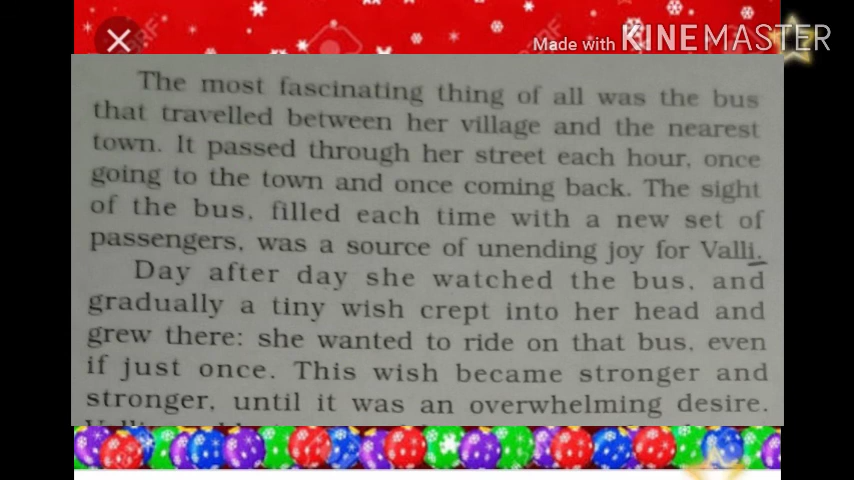 Made with KINEMASTER
The most fascinating thing of all was the bus
that travelled between her village and the nearest
town. It passed through her street each hour, once
going to the town and once coming back. The sight
of the bus, filled each time with a new set of
passengers, was a source of unending joy for Valli.
Day after day she watched the bus, and
gradually a tiny wish crept into her head and
grew there: she wanted to ride on that bus, even
if just once. This wish became stronger and
stronger, until it was an overwhelming desire.